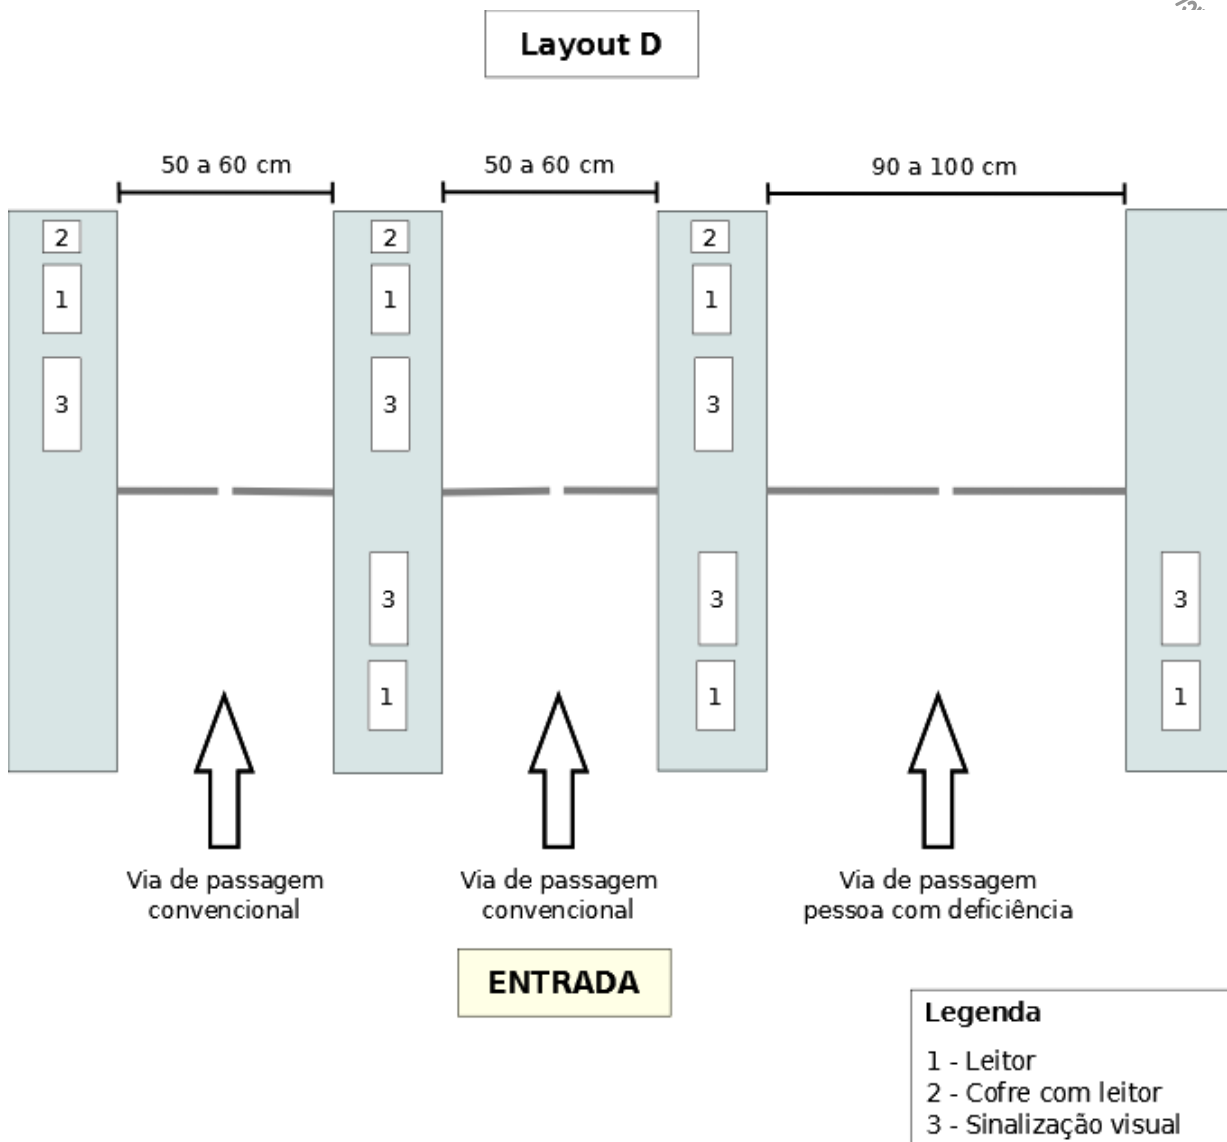 Layout D
50 a 60 cm
50 a 60 cm
90 a 100 cm
2
2
2
1
1
1
3
3
3
3
3
3
1
1
1
Via de passagem
convencional
Via de passagem
convencional
Via de passagem
pessoa com deficiência
ENTRADA
Legenda
1 - Leitor
2 - Cofre com leitor
3 - Sinalização visual